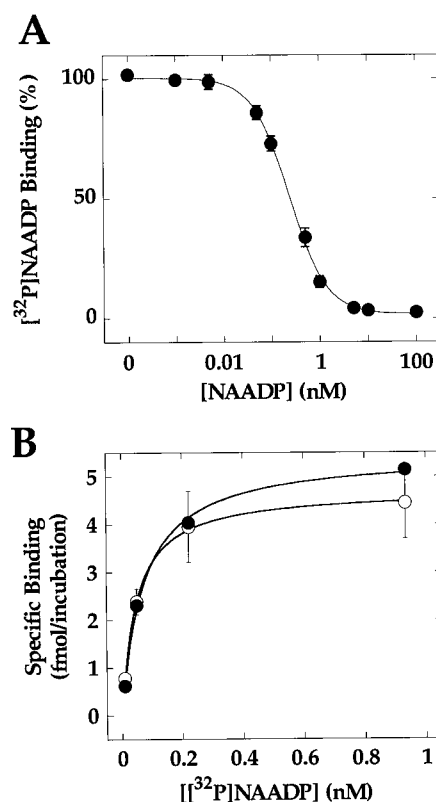 A
[³²P]NAADP Binding (%)
100
50
0
0
0.01
1
100
[NAADP] (nM)
B
Specific Binding
(fmol/incubation)
5
4
3
2
1
0
0
0.2
0.4
0.6
0.8
1
[[³²P]NAADP] (nM)